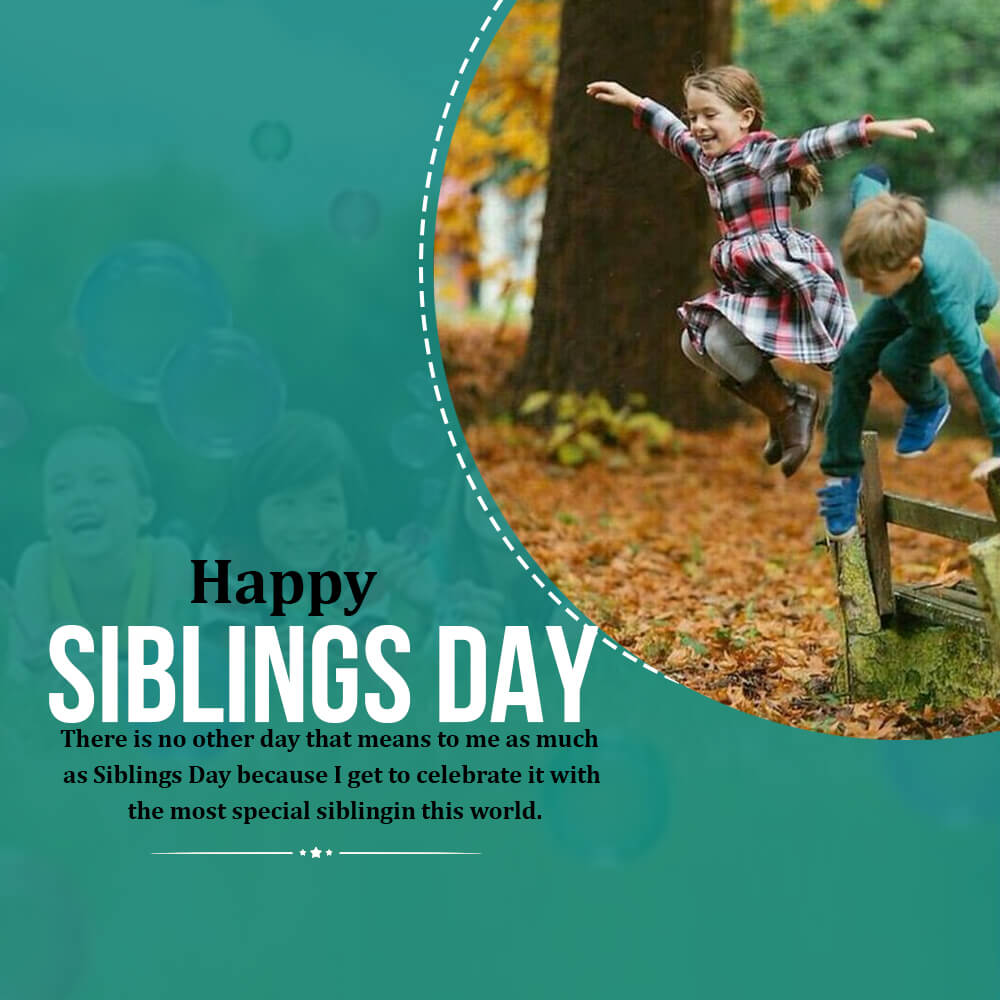 Happy
SIBLINGS DAY
There is no other day that means to me as much
as Siblings Day because I get to celebrate it with
the most special siblingin this world.